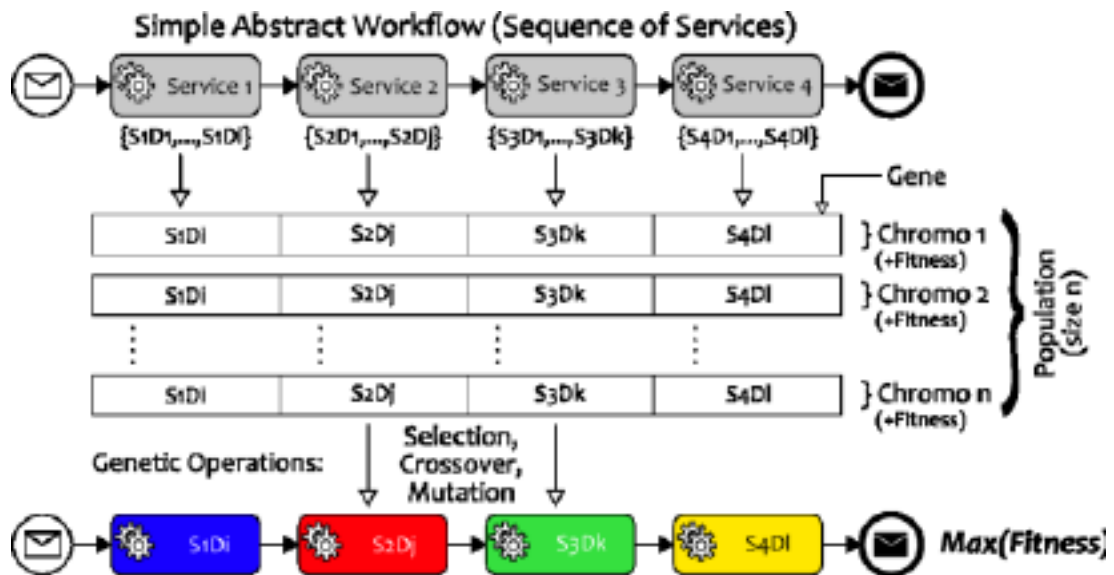 Simple Abstract Workflow (Sequence of Services)
Service 1 Service 2 Service 3 Service 4
{S1D1,...,S1Di} {S2D1,...,S2Dj} {S3D1,...,S3Dk} {S4D1,...,S4Dl}
Gene
S1Di S2Dj S3Dk S4Dl } Chromo 1
(+Fitness)
S1Di S2Dj S3Dk S4Dl } Chromo 2
(+Fitness)
Population
(size n)
S1Di S2Dj S3Dk S4Dl } Chromo n
(+Fitness)
Genetic Operations:
Selection,
Crossover,
Mutation
S1Di S2Dj S3Dk S4Dl Max(Fitness)